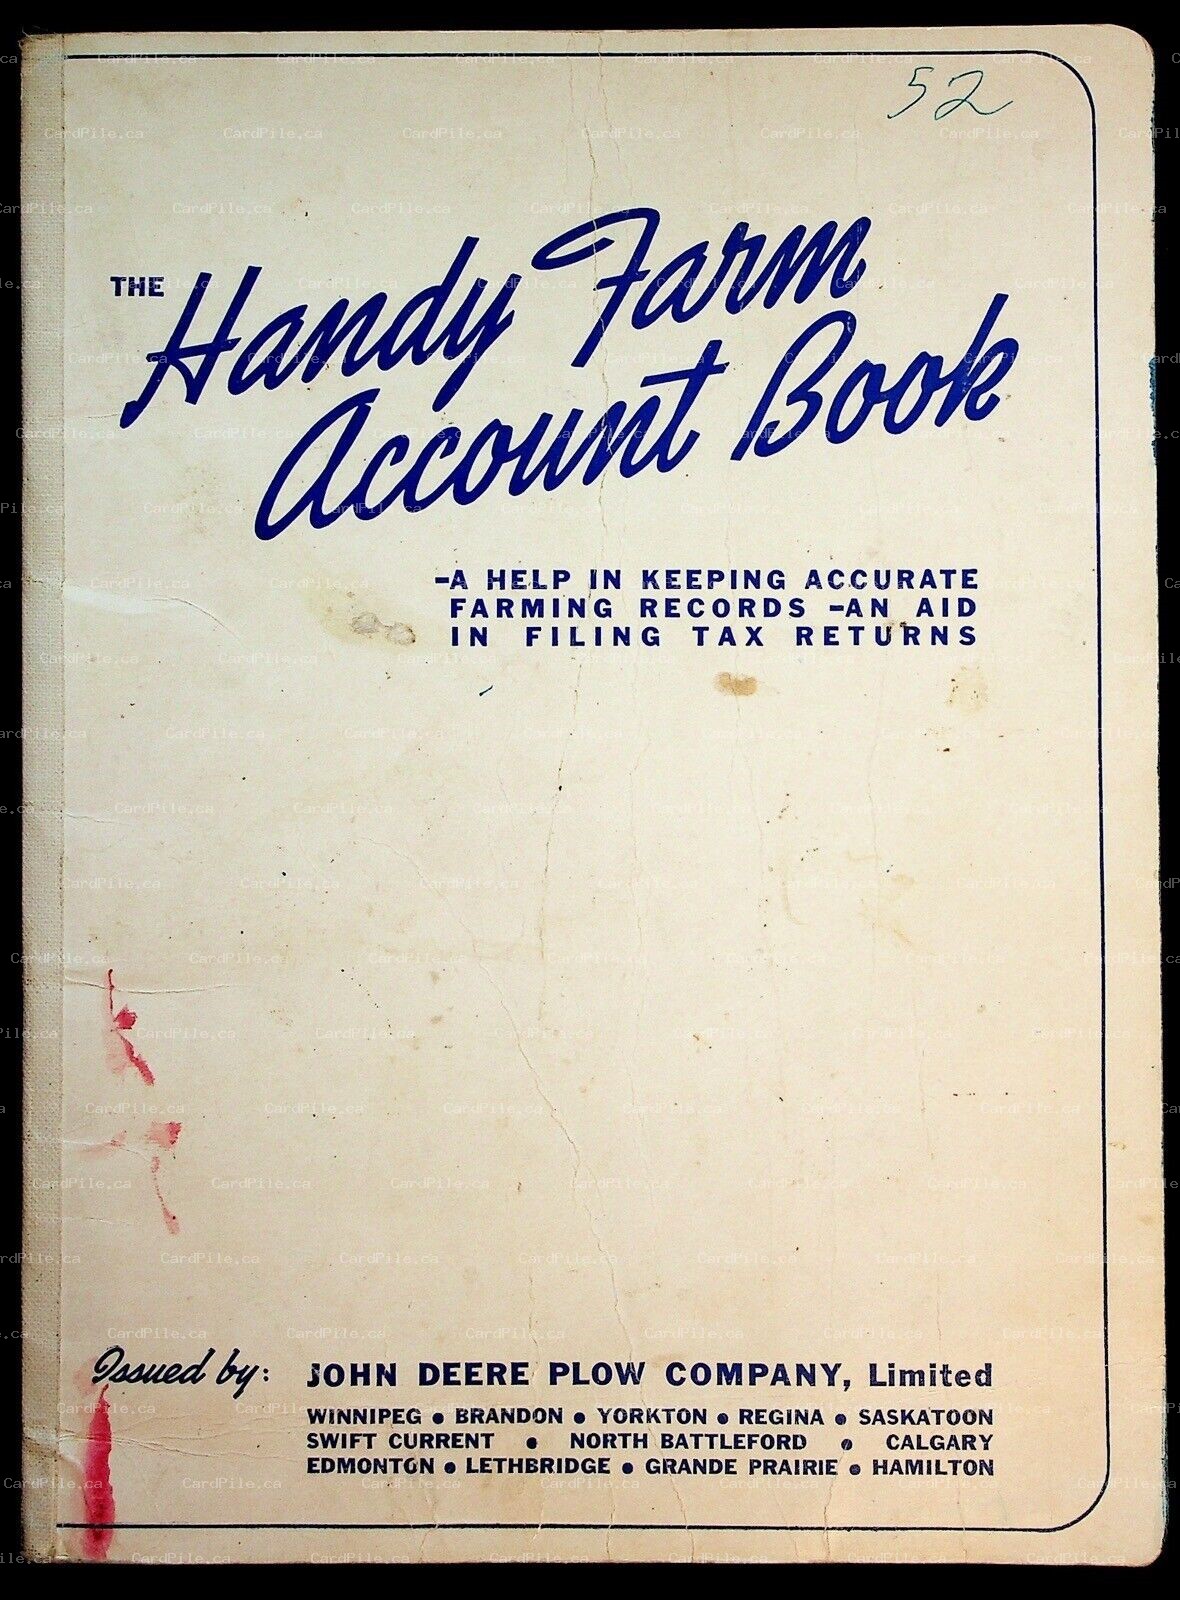 52
THE Handy Farm
Account Book
-A HELP IN KEEPING ACCURATE
FARMING RECORDS -AN AID
IN FILING TAX RETURNS
Issued by: JOHN DEERE PLOW COMPANY, Limited
WINNIPEG • BRANDON • YORKTON • REGINA • SASKATOON
SWIFT CURRENT • NORTH BATTLEFORD • CALGARY
EDMONTON • LETHBRIDGE • GRANDE PRAIRIE • HAMILTON
CardPile.ca